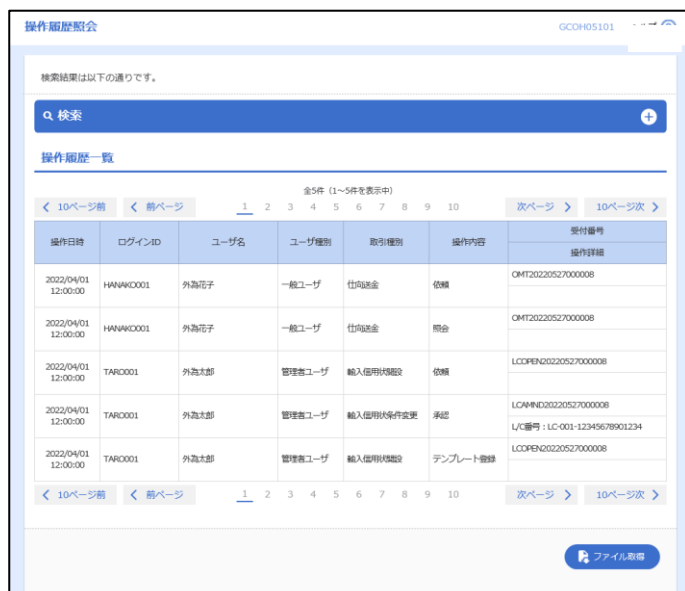 操作履歴照会 GCOH05101
検索結果は以下の通りです。
検索
操作履歴一覧
全5件（1～5件を表示中）
10ページ前 前ページ 1 2 3 4 5 6 7 8 9 10 次ページ 10ページ次
操作日時 ログインID ユーザ名 ユーザ種別 取引種別 操作内容 受付番号
操作詳細
2022/04/01 12:00:00 HANAKO001 外為花子 一般ユーザ 仕向送金 依頼 OMT20220527000008
2022/04/01 12:00:00 HANAKO001 外為花子 一般ユーザ 仕向送金 照会 OMT20220527000008
2022/04/01 12:00:00 TARO001 外為太郎 管理者ユーザ 輸入信用状開設 依頼 LCOPEN20220527000008
2022/04/01 12:00:00 TARO001 外為太郎 管理者ユーザ 輸入信用状条件変更 承認 LCAMND20220527000008
L/C番号：LC-001-12345678901234
2022/04/01 12:00:00 TARO001 外為太郎 管理者ユーザ 輸入信用状開設 テンプレート登録 LCOPEN20220527000008
10ページ前 前ページ 1 2 3 4 5 6 7 8 9 10 次ページ 10ページ次
ファイル取得